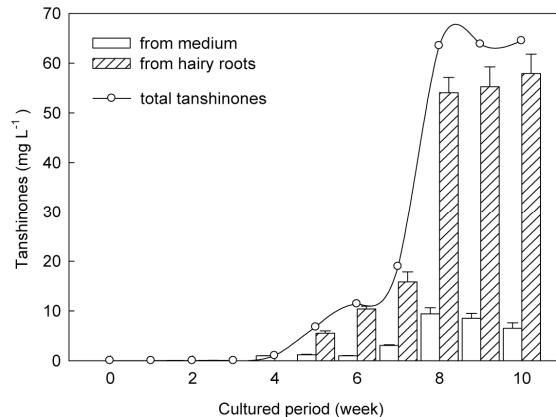 70
60
50
40
30
20
10
0
Tanshinones (mg L⁻¹)
from medium
from hairy roots
total tanshinones
0 2 4 6 8 10
Cultured period (week)